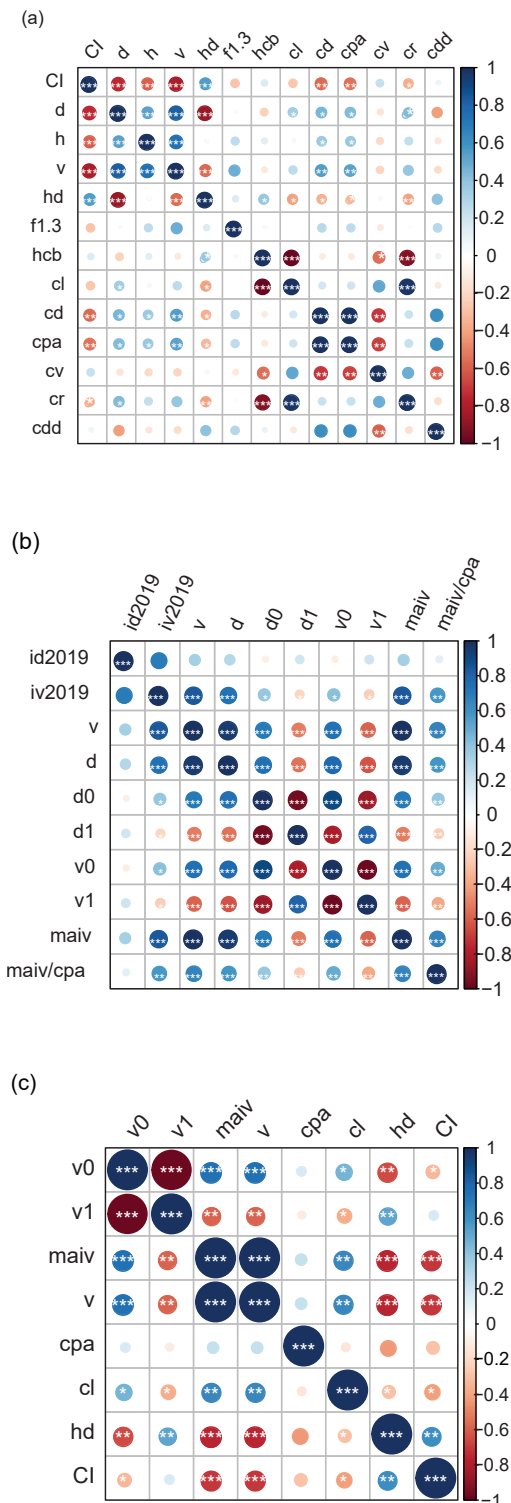 (a)
CI d h v hd f1.3 hcb cl cd cpa cv cr cdd
CI
d
h
v
hd
f1.3
hcb
cl
cd
cpa
cv
cr
cdd
1
0.8
0.6
0.4
0.2
0
−0.2
−0.4
−0.6
−0.8
−1
(b)
id2019 iv2019 v d d0 d1 v0 v1 maiv maiv/cpa
id2019
iv2019
v
d
d0
d1
v0
v1
maiv
maiv/cpa
1
0.8
0.6
0.4
0.2
0
−0.2
−0.4
−0.6
−0.8
−1
(c)
v0 v1 maiv v cpa cl hd CI
v0 *** *** *** *** * ** *
v1 *** *** ** ** * **
maiv *** ** *** *** ** *** ***
v *** ** *** *** ** *** ***
cpa ***
cl * * ** ** *** * *
hd ** ** *** *** * *** **
CI * *** *** * ** ***
1
0.8
0.6
0.4
0.2
0
−0.2
−0.4
−0.6
−0.8
−1